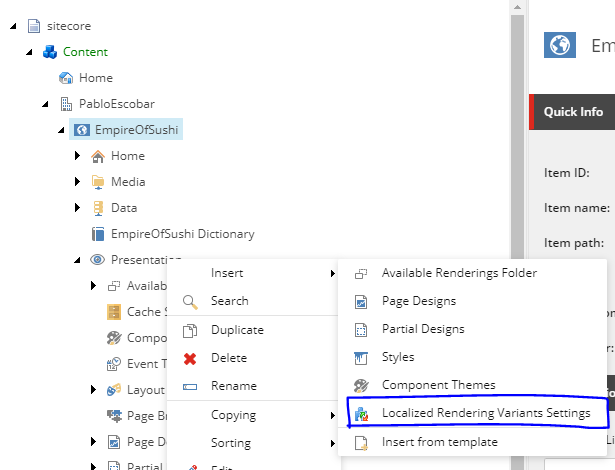 sitecore
Content
Home
PabloEscobar
EmpireOfSushi
Home
Media
Data
EmpireOfSushi Dictionary
Presentation
Availa
Cache S
Compo
Event T
Layout
Page Br
Page De
Partial
Insert
Search
Duplicate
Delete
Rename
Copying
Sorting
Edit
Available Renderings Folder
Page Designs
Partial Designs
Styles
Component Themes
Localized Rendering Variants Settings
Insert from template
Em
Quick Info
Item ID:
Item name:
Item path: